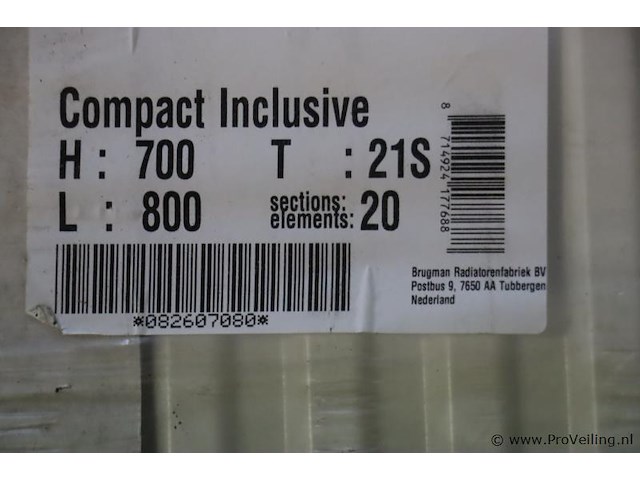 Compact Inclusive
H : 700 T : 21S
L : 800 sections: elements: 20
*082607080*
8 714924 177688
Brugman Radiatorenfabriek BV
Postbus 9, 7650 AA Tubbergen
Nederland
© www.ProVeiling.nl